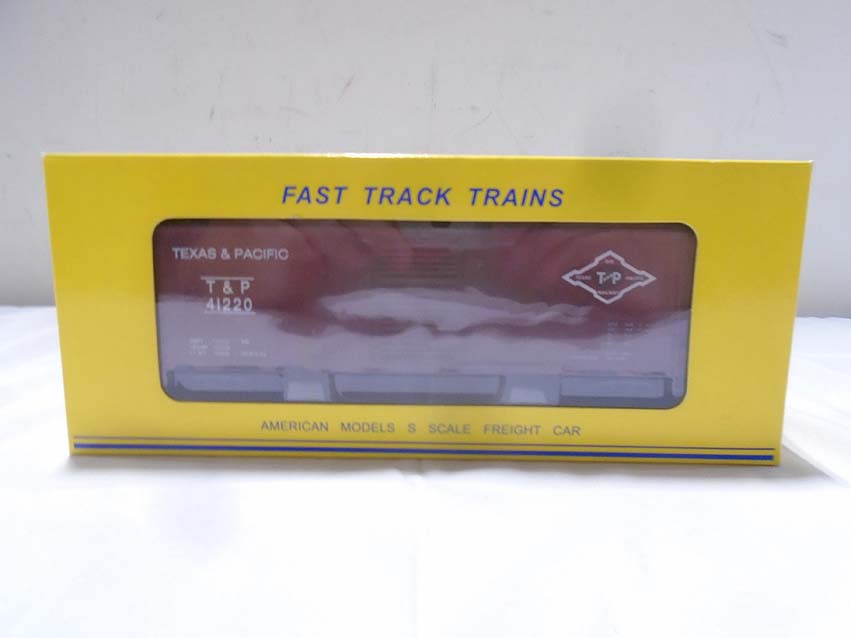 FAST TRACK TRAINS
TEXAS & PACIFIC
T & P
41220
T P
AMERICAN MODELS S SCALE FREIGHT CAR